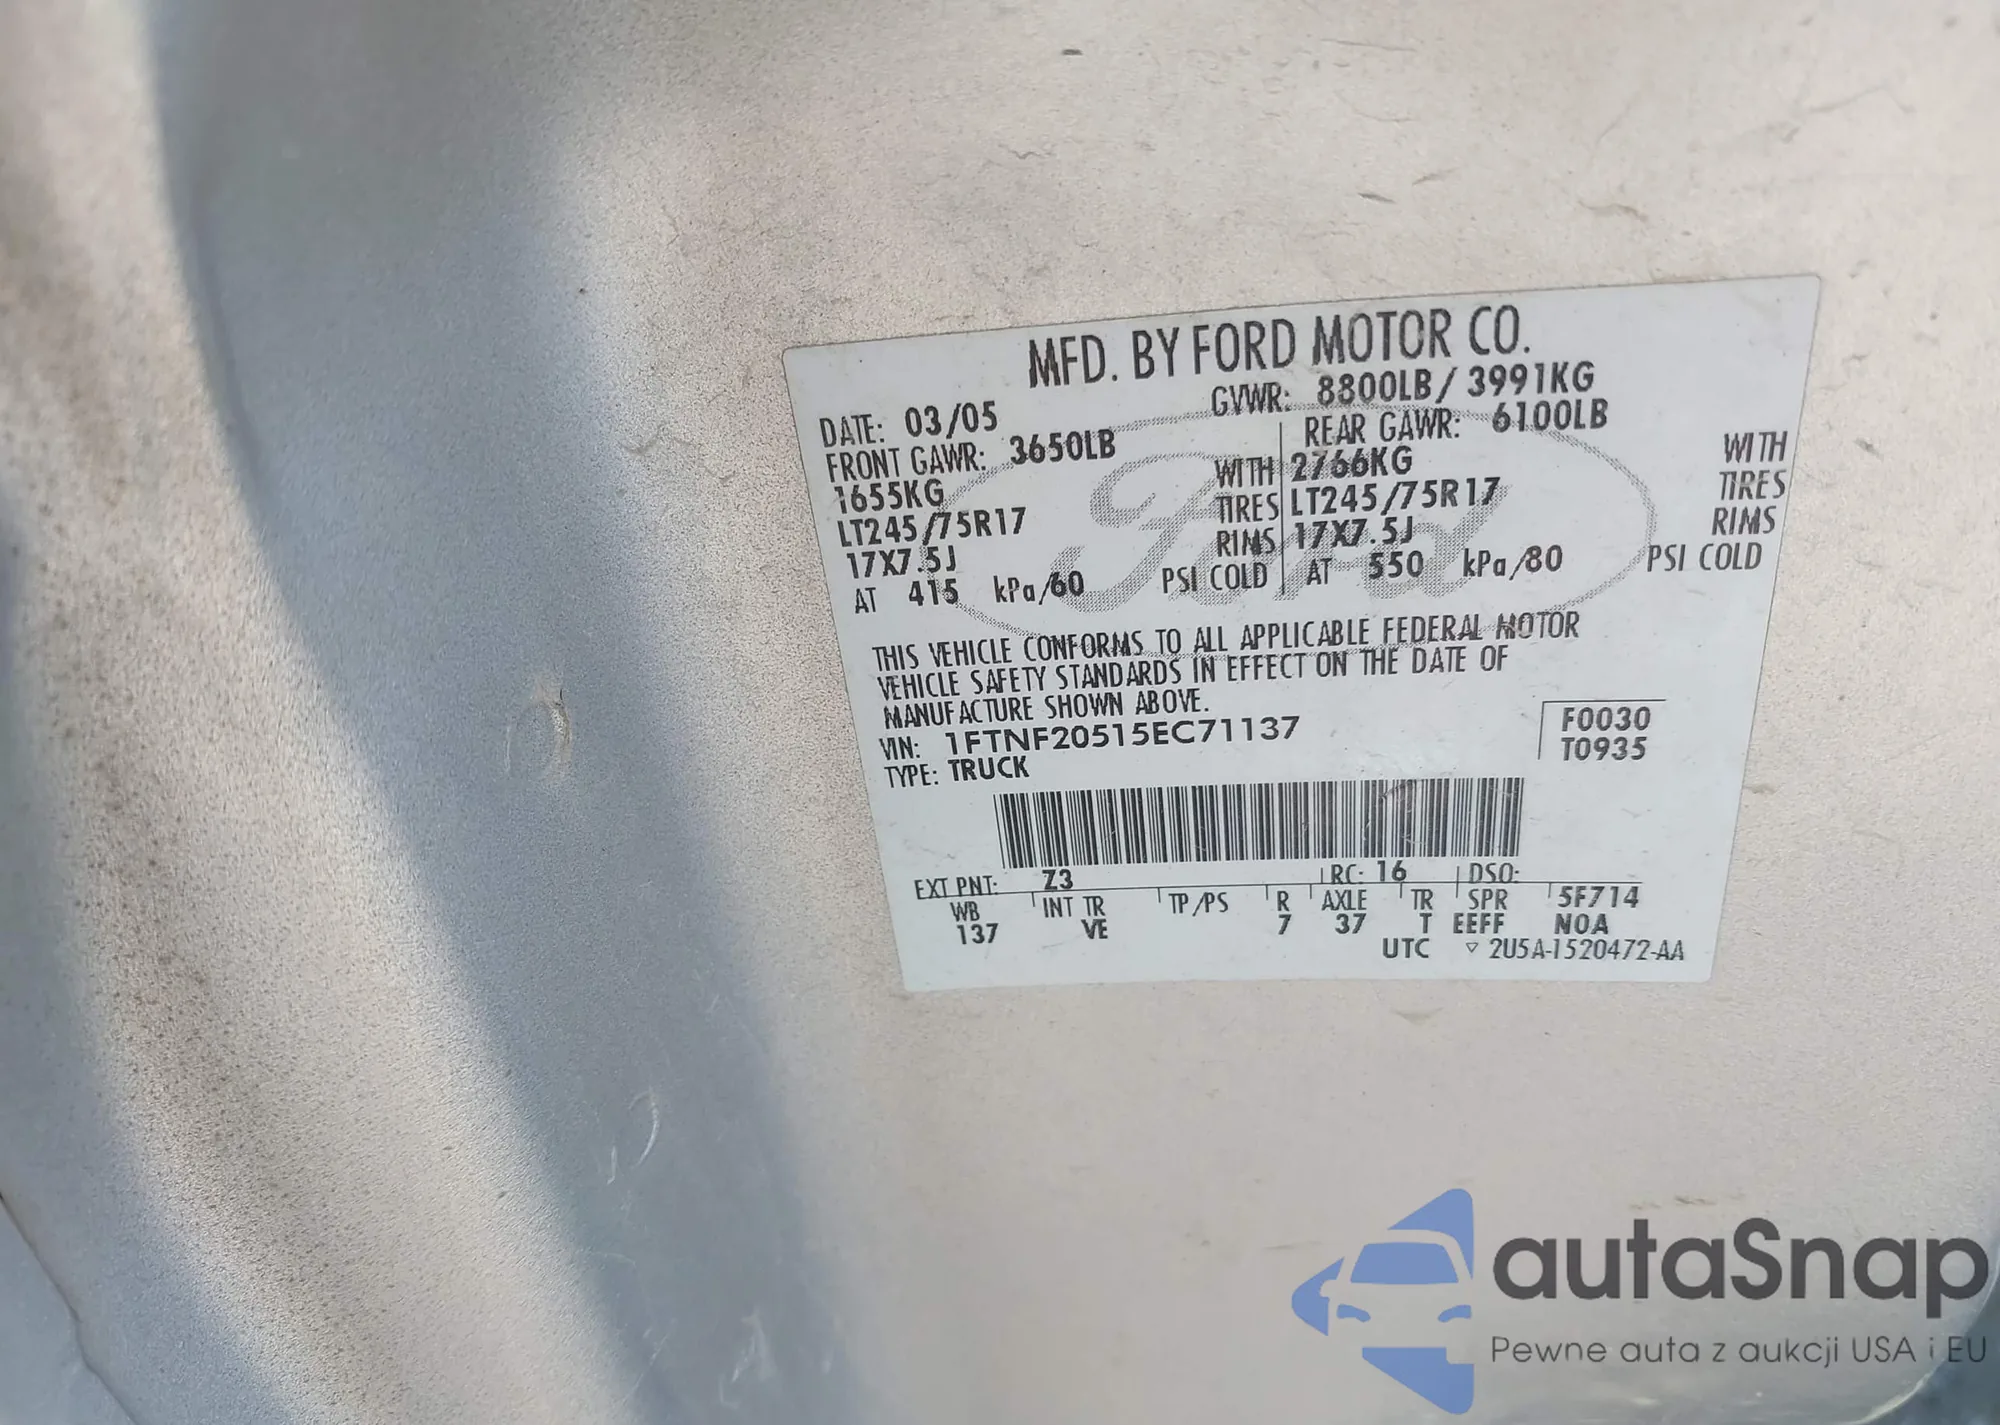 MFD. BY FORD MOTOR CO.
DATE: 03/05 GVWR: 8800LB/ 3991KG
FRONT GAWR: 3650LB REAR GAWR: 6100LB
1655KG WITH 2766KG WITH
LT245/75R17 TIRES LT245/75R17 TIRES
17X7.5J RIMS 17X7.5J RIMS
AT 415 kPa/60 PSI COLD AT 550 kPa/80 PSI COLD
Ford
THIS VEHICLE CONFORMS TO ALL APPLICABLE FEDERAL MOTOR
VEHICLE SAFETY STANDARDS IN EFFECT ON THE DATE OF
MANUFACTURE SHOWN ABOVE.
VIN: 1FTNF20515EC71137 F0030
TYPE: TRUCK T0935
EXT PNT: Z3 RC: 16 DSO:
WB INT TR TP/PS R AXLE TR SPR 5F714
137 VE 7 37 T EEFF NOA
UTC ▽ 2U5A-1520472-AA
autaSnap
Pewne auta z aukcji USA i EU